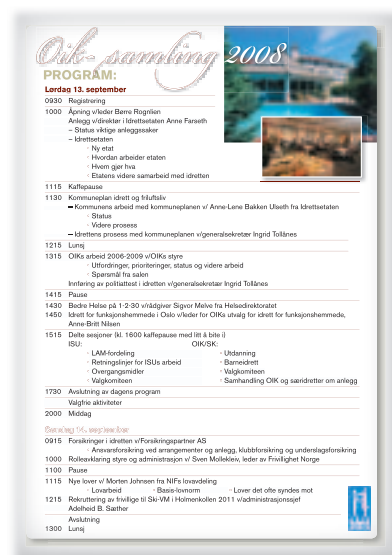 Oik- samling 2008
PROGRAM:
Lørdag 13. september
0930 Registrering
1000 Åpning v/leder Børre Rognlien
Anlegg v/direktør i Idrettsetaten Anne Farseth
– Status viktige anleggssaker
– Idrettsetaten
· Ny etat
· Hvordan arbeider etaten
· Hvem gjør hva
· Etatens videre samarbeid med idretten
1115 Kaffepause
1130 Kommuneplan idrett og friluftsliv
– Kommunens arbeid med kommuneplanen v/ Anne-Lene Bakken Ulseth fra Idrettsetaten
· Status
· Videre prosess
– Idrettens prosess med kommuneplanen v/generalsekretær Ingrid Tollånes
1215 Lunsj
1315 OIKs arbeid 2006-2009 v/OIKs styre
· Utfordringer, prioriteringer, status og videre arbeid
· Spørsmål fra salen
Innføring av politiattest i idretten v/generalsekretær Ingrid Tollånes
1415 Pause
1430 Bedre Helse på 1-2-30 v/rådgiver Sigvor Melve fra Helsedirektoratet
1450 Idrett for funksjonshemmede i Oslo v/leder for OIKs utvalg for idrett for funksjonshemmede,
Anne-Britt Nilsen
1515 Delte sesjoner (kl. 1600 kaffepause med litt å bite i)
ISU: OIK/SK:
· LAM-fordeling · Utdanning
· Retningslinjer for ISUs arbeid · Barneidrett
· Overgangsmidler · Valgkomiteen
· Valgkomiteen · Samhandling OIK og særidretter om anlegg
1730 Avslutning av dagens program
Valgfrie aktiviteter
2000 Middag
Søndag 14. september
0915 Forsikringer i idretten v/Forsikringspartner AS
· Ansvarsforsikring ved arrangementer og anlegg, klubbforsikring og underslagsforsikring
1000 Rolleavklaring styre og administrasjon v/ Sven Mollekleiv, leder av Frivillighet Norge
1100 Pause
1115 Nye lover v/ Morten Johansen fra NIFs lovavdeling
· Lovarbeid · Basis-lovnorm · Lover det ofte syndes mot
1215 Rekruttering av frivillige til Ski-VM i Holmenkollen 2011 v/administrasjonssjef
Adelheid B. Sæther
Avslutning
1300 Lunsj